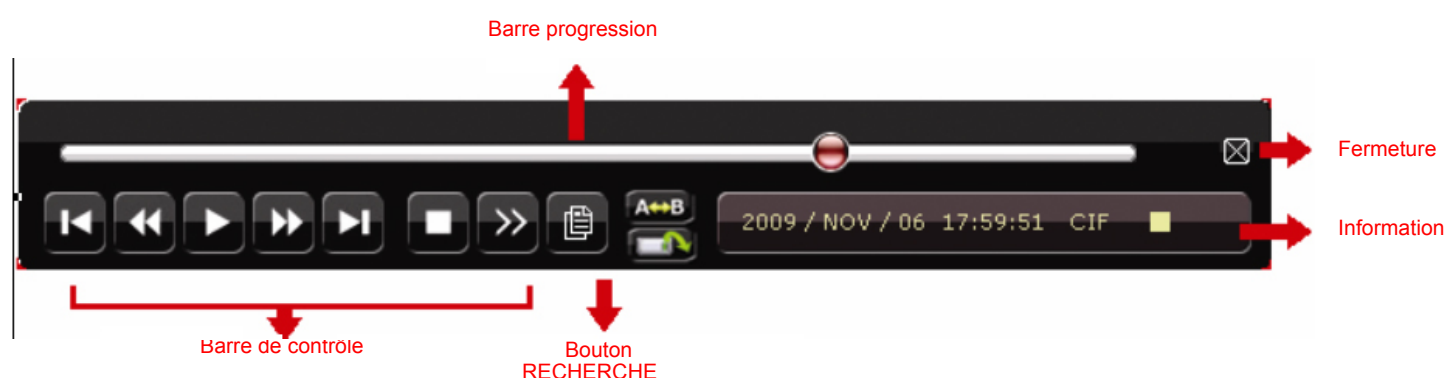 Barre progression
Fermeture
A B
2009 / NOV / 06 17:59:51 CIF
Information
Barre de contrôle
Bouton
RECHERCHE